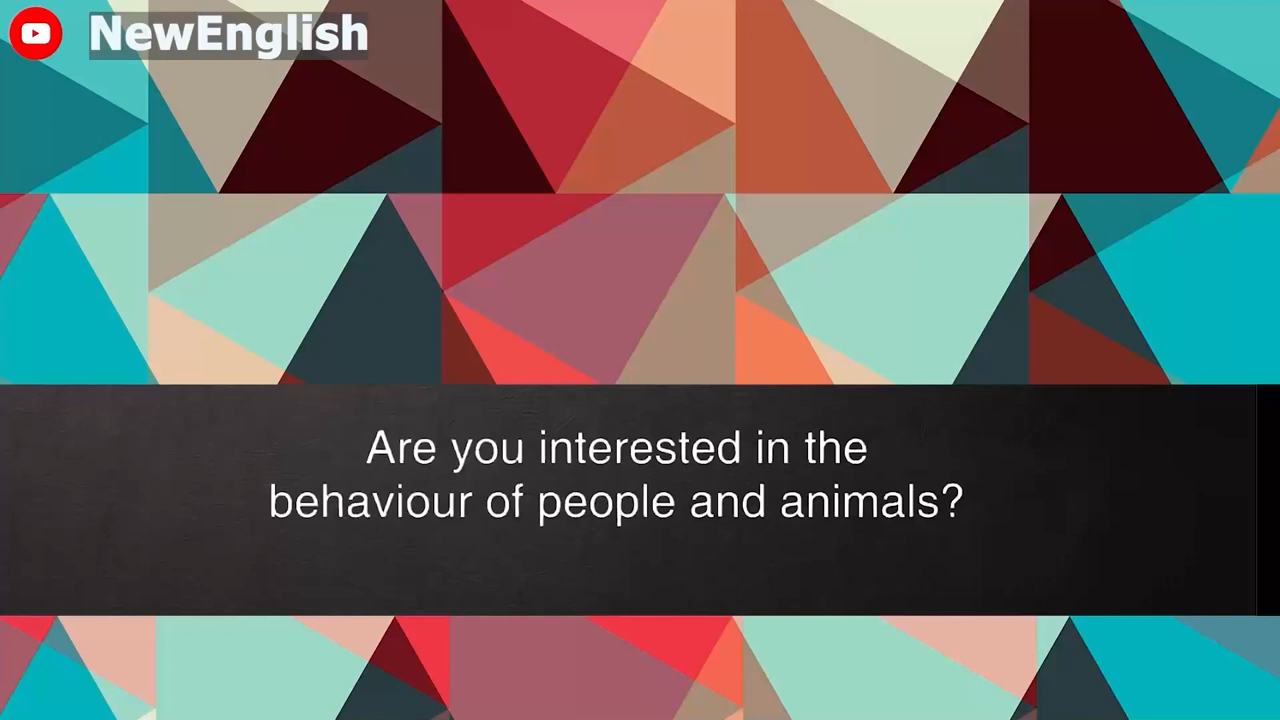 NewEnglish
Are you interested in the
behaviour of people and animals?